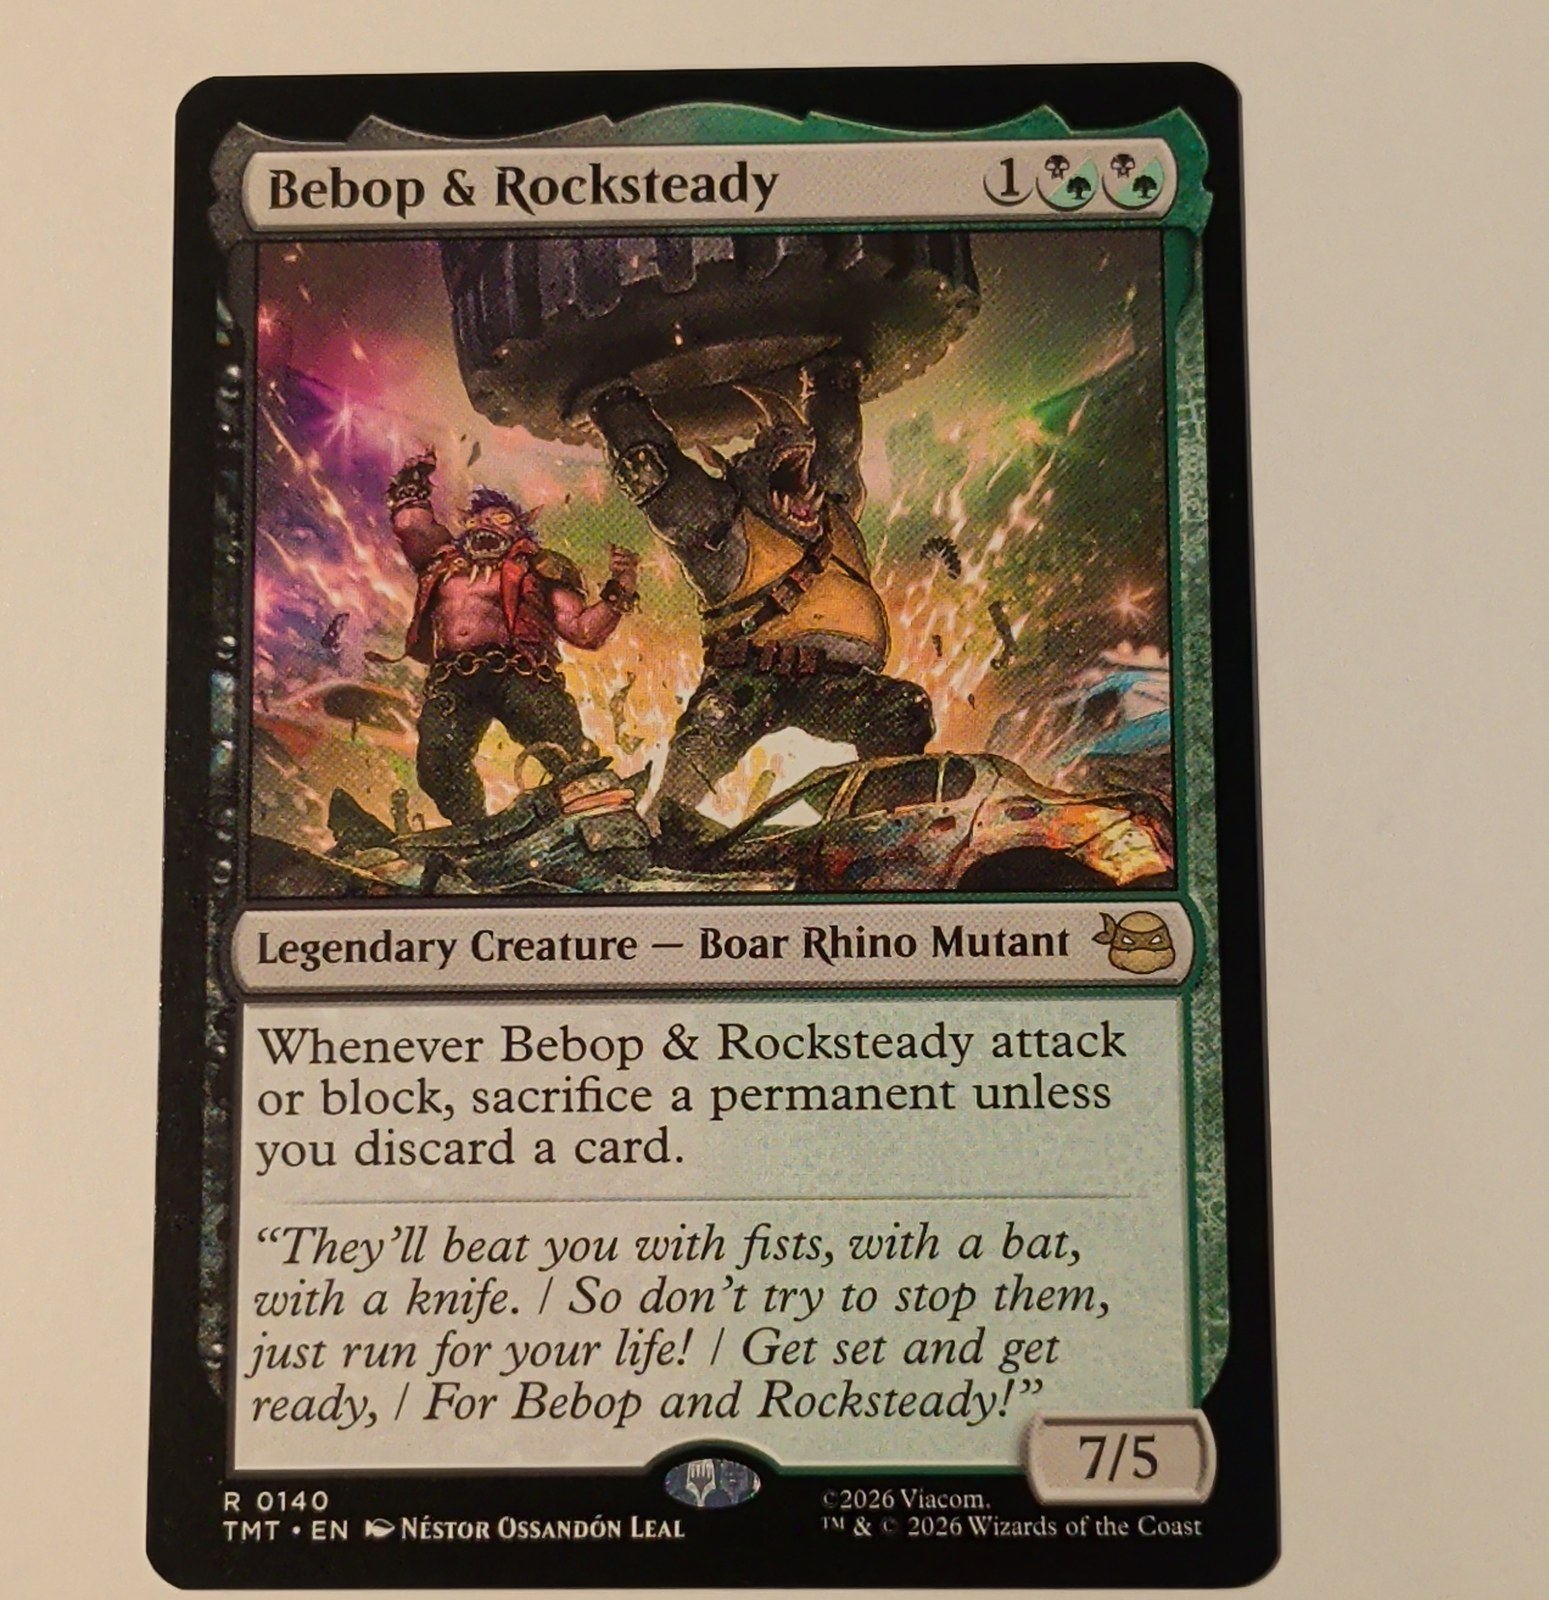 Bebop & Rocksteady 1
Legendary Creature — Boar Rhino Mutant
Whenever Bebop & Rocksteady attack
or block, sacrifice a permanent unless
you discard a card.
“They’ll beat you with fists, with a bat,
with a knife. / So don’t try to stop them,
just run for your life! / Get set and get
ready, / For Bebop and Rocksteady!”
7/5
R 0140
TMT • EN NÉSTOR OSSANDÓN LEAL
©2026 Viacom.
™ & © 2026 Wizards of the Coast